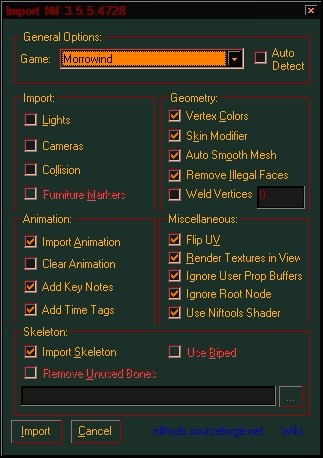 Import Nif 3.5.5.4728
General Options:
Game: Morrowind
Auto Detect
Import:
Lights
Cameras
Collision
Furniture Markers
Geometry:
Vertex Colors
Skin Modifier
Auto Smooth Mesh
Remove Illegal Faces
Weld Vertices 0
Animation:
Import Animation
Clear Animation
Add Key Notes
Add Time Tags
Miscellaneous:
Flip UV
Render Textures in View
Ignore User Prop Buffers
Ignore Root Node
Use Niftools Shader
Skeleton:
Import Skeleton
Use Biped
Remove Unused Bones
...
Import Cancel niftools.sourceforge.net Wiki